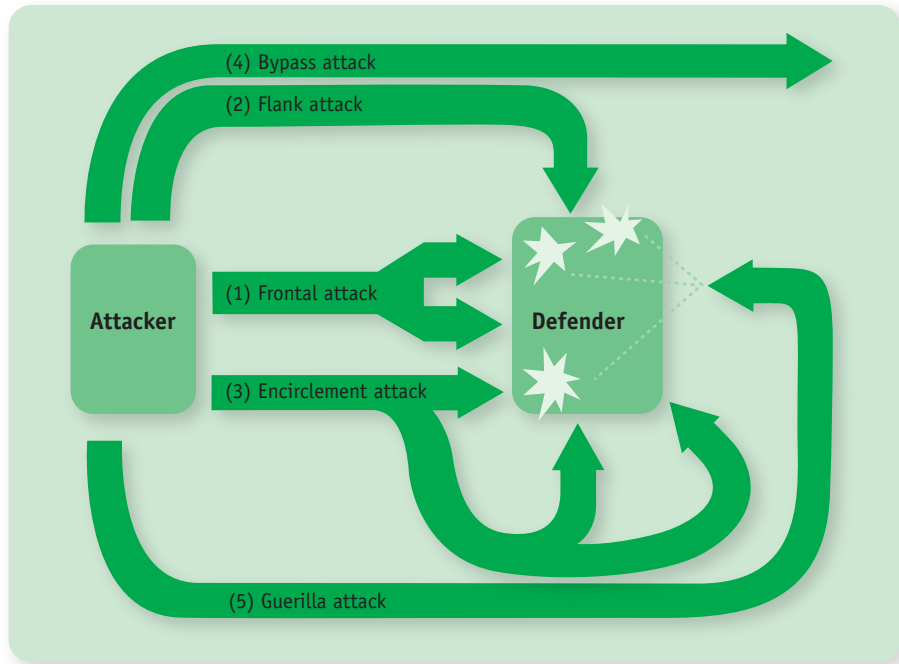 (4) Bypass attack
(2) Flank attack
(1) Frontal attack
Attacker
Defender
(3) Encirclement attack
(5) Guerilla attack